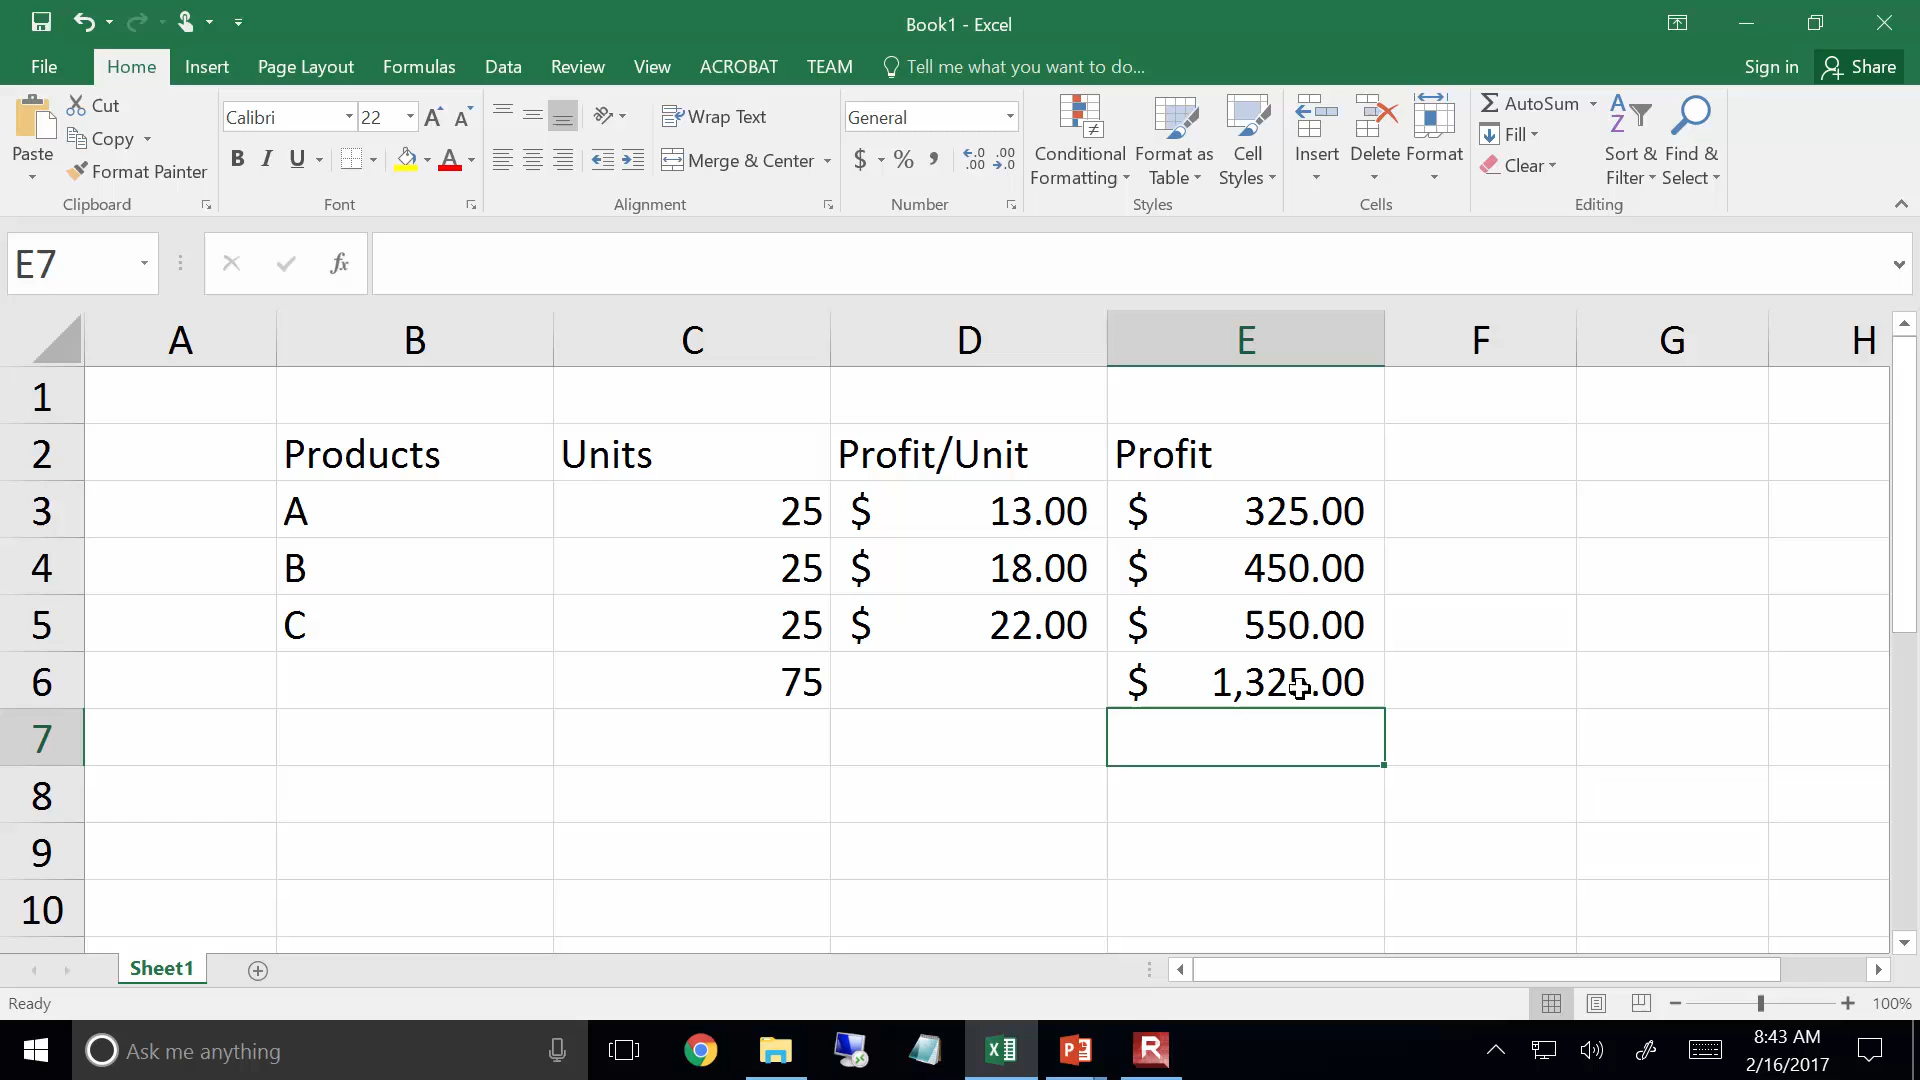 Book1 - Excel
File Home Insert Page Layout Formulas Data Review View ACROBAT TEAM Tell me what you want to do... Sign in Share
Paste
Cut
Copy
Format Painter
Clipboard
Calibri 22
B I U
Font
Wrap Text
Merge & Center
Alignment
General
$ % ,
Number
Conditional Formatting
Format as Table
Cell Styles
Styles
Insert
Delete
Format
Cells
AutoSum
Fill
Clear
Sort & Filter
Find & Select
Editing
E7
fx
A B C D E F G H
1
2 Products Units Profit/Unit Profit
3 A 25 $ 13.00 $ 325.00
4 B 25 $ 18.00 $ 450.00
5 C 25 $ 22.00 $ 550.00
6 75 $ 1,325.00
7
8
9
10
Sheet1
Ready
100%
Ask me anything
8:43 AM
2/16/2017